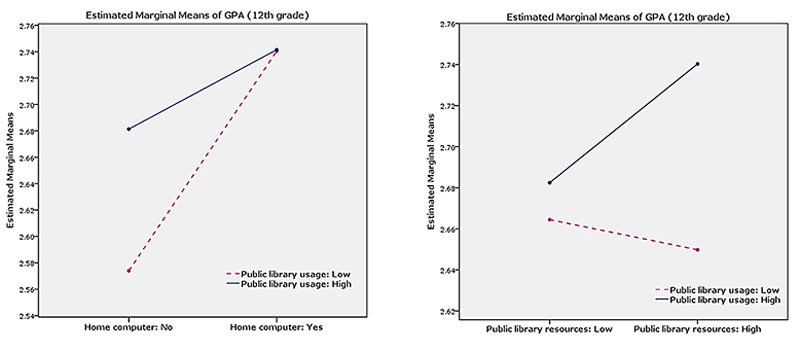 Estimated Marginal Means of GPA (12th grade)
Estimated Marginal Means
2.76
2.74
2.72
2.70
2.68
2.66
2.64
2.62
2.60
2.58
2.56
2.54
Public library usage: Low
Public library usage: High
Home computer: No
Home computer: Yes
Estimated Marginal Means of GPA (12th grade)
Estimated Marginal Means
2.76
2.74
2.72
2.70
2.68
2.66
2.64
2.62
Public library usage: Low
Public library usage: High
Public library resources: Low
Public library resources: High